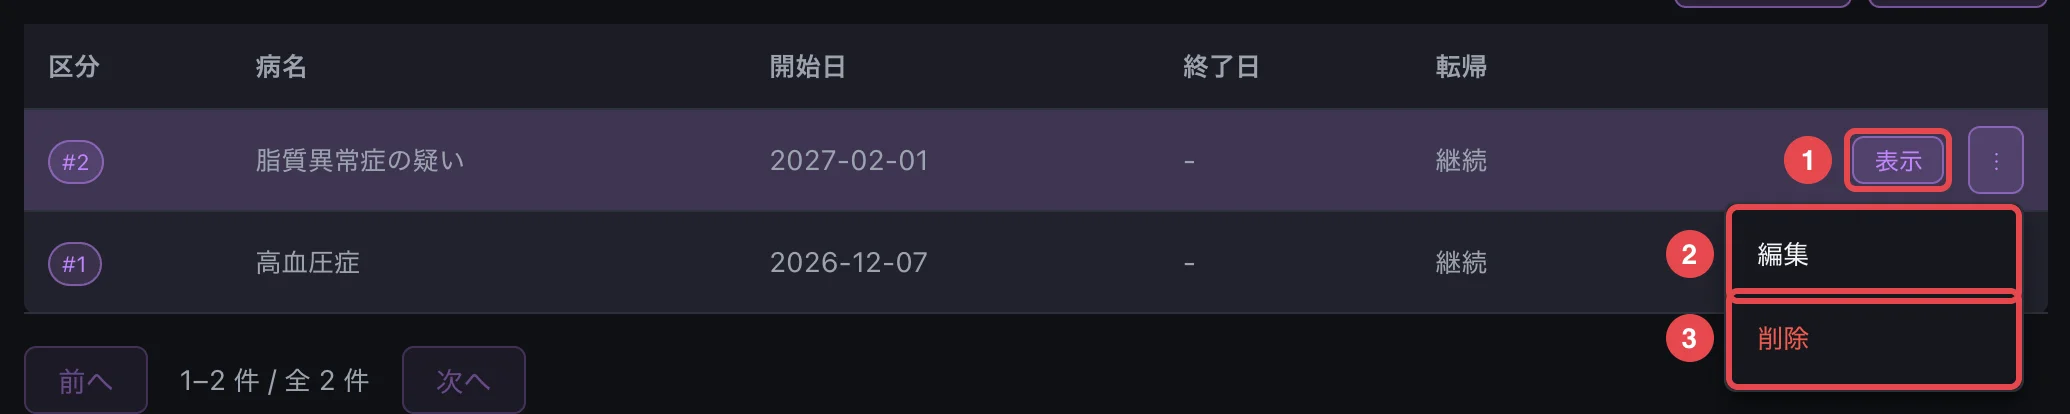 区分 病名 開始日 終了日 転帰
#2 脂質異常症の疑い 2027-02-01 - 継続 1 表示 ⋮
2 編集
#1 高血圧症 2026-12-07 - 継続
3 削除
前へ 1–2 件 / 全 2 件 次へ